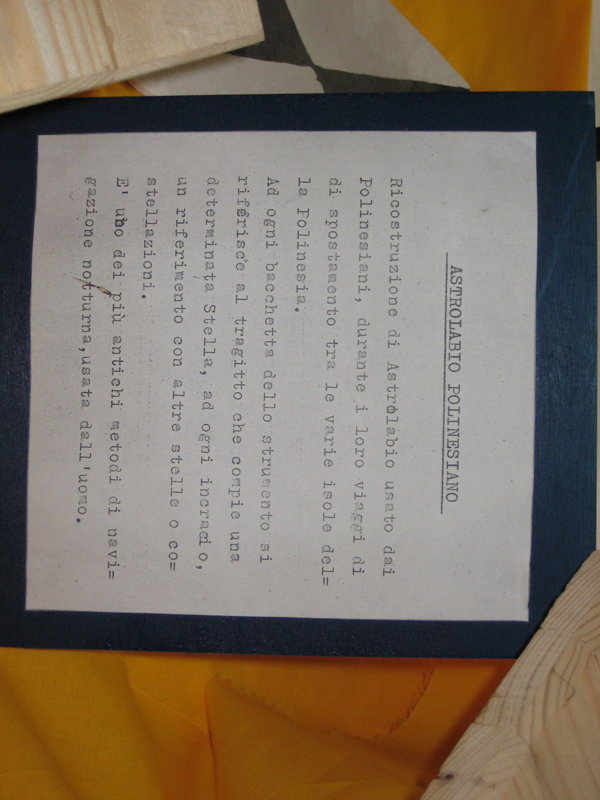 ASTROLABIO POLINESIANO
Ricostruzione di Astrolabio usato dai
Polinesiani, durante i loro viaggi di
di spostamento tra le varie isole del=
la Polinesia.
Ad ogni bacchetta dello strumento si
riferisce al tragitto che compie una
determinata Stella, ad ogni incracio,
un riferimento con altre stelle o co=
stellazioni.
E' uno dei più antichi metodi di navi=
gazione notturna,usata dall'uomo.